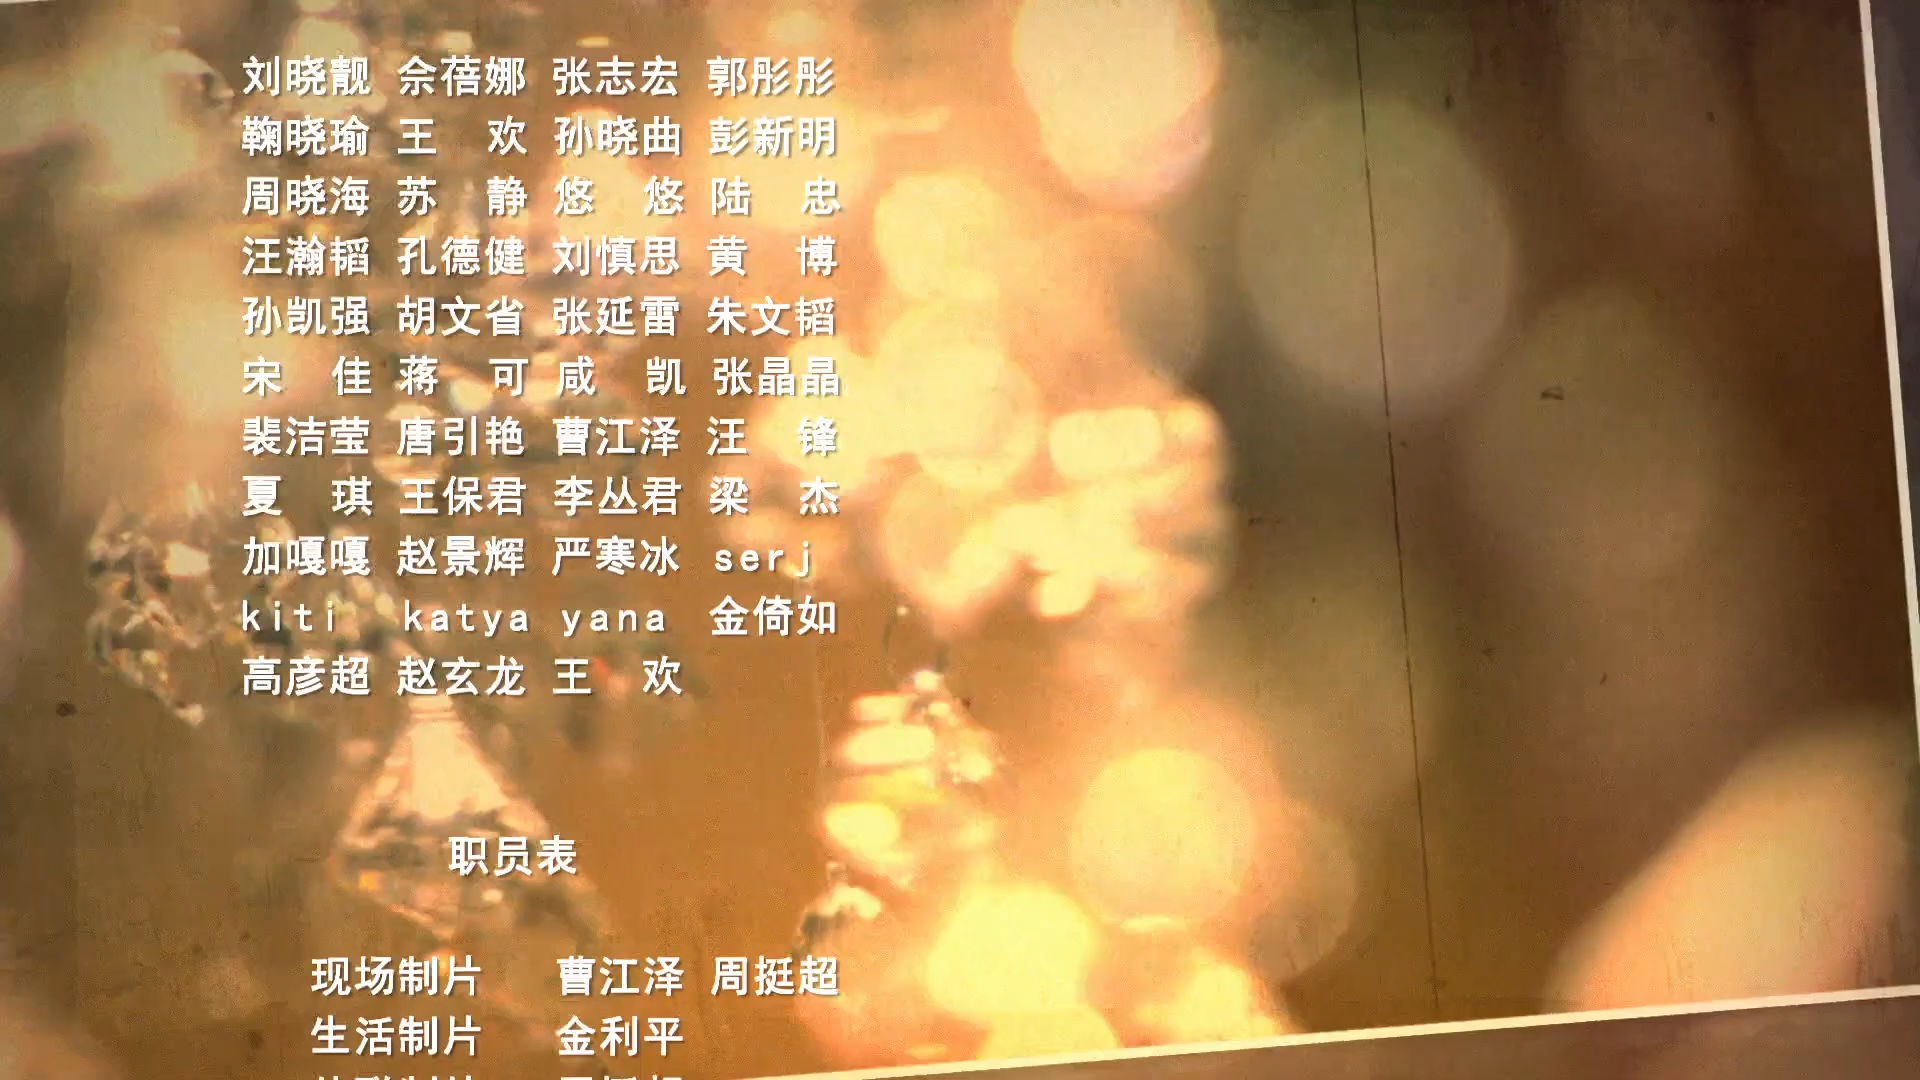 刘晓靓 佘蓓娜 张志宏 郭彤彤
鞠晓瑜 王　欢 孙晓曲 彭新明
周晓海 苏　静 悠　悠 陆　忠
汪瀚韬 孔德健 刘慎思 黄　博
孙凯强 胡文省 张延雷 朱文韬
宋　佳 蒋　可 咸　凯 张晶晶
裴洁莹 唐引艳 曹江泽 汪　锋
夏　琪 王保君 李丛君 梁　杰
加嘎嘎 赵景辉 严寒冰 serj
kiti katya yana 金倚如
高彦超 赵玄龙 王　欢
职员表
现场制片 曹江泽 周挺超
生活制片 金利平